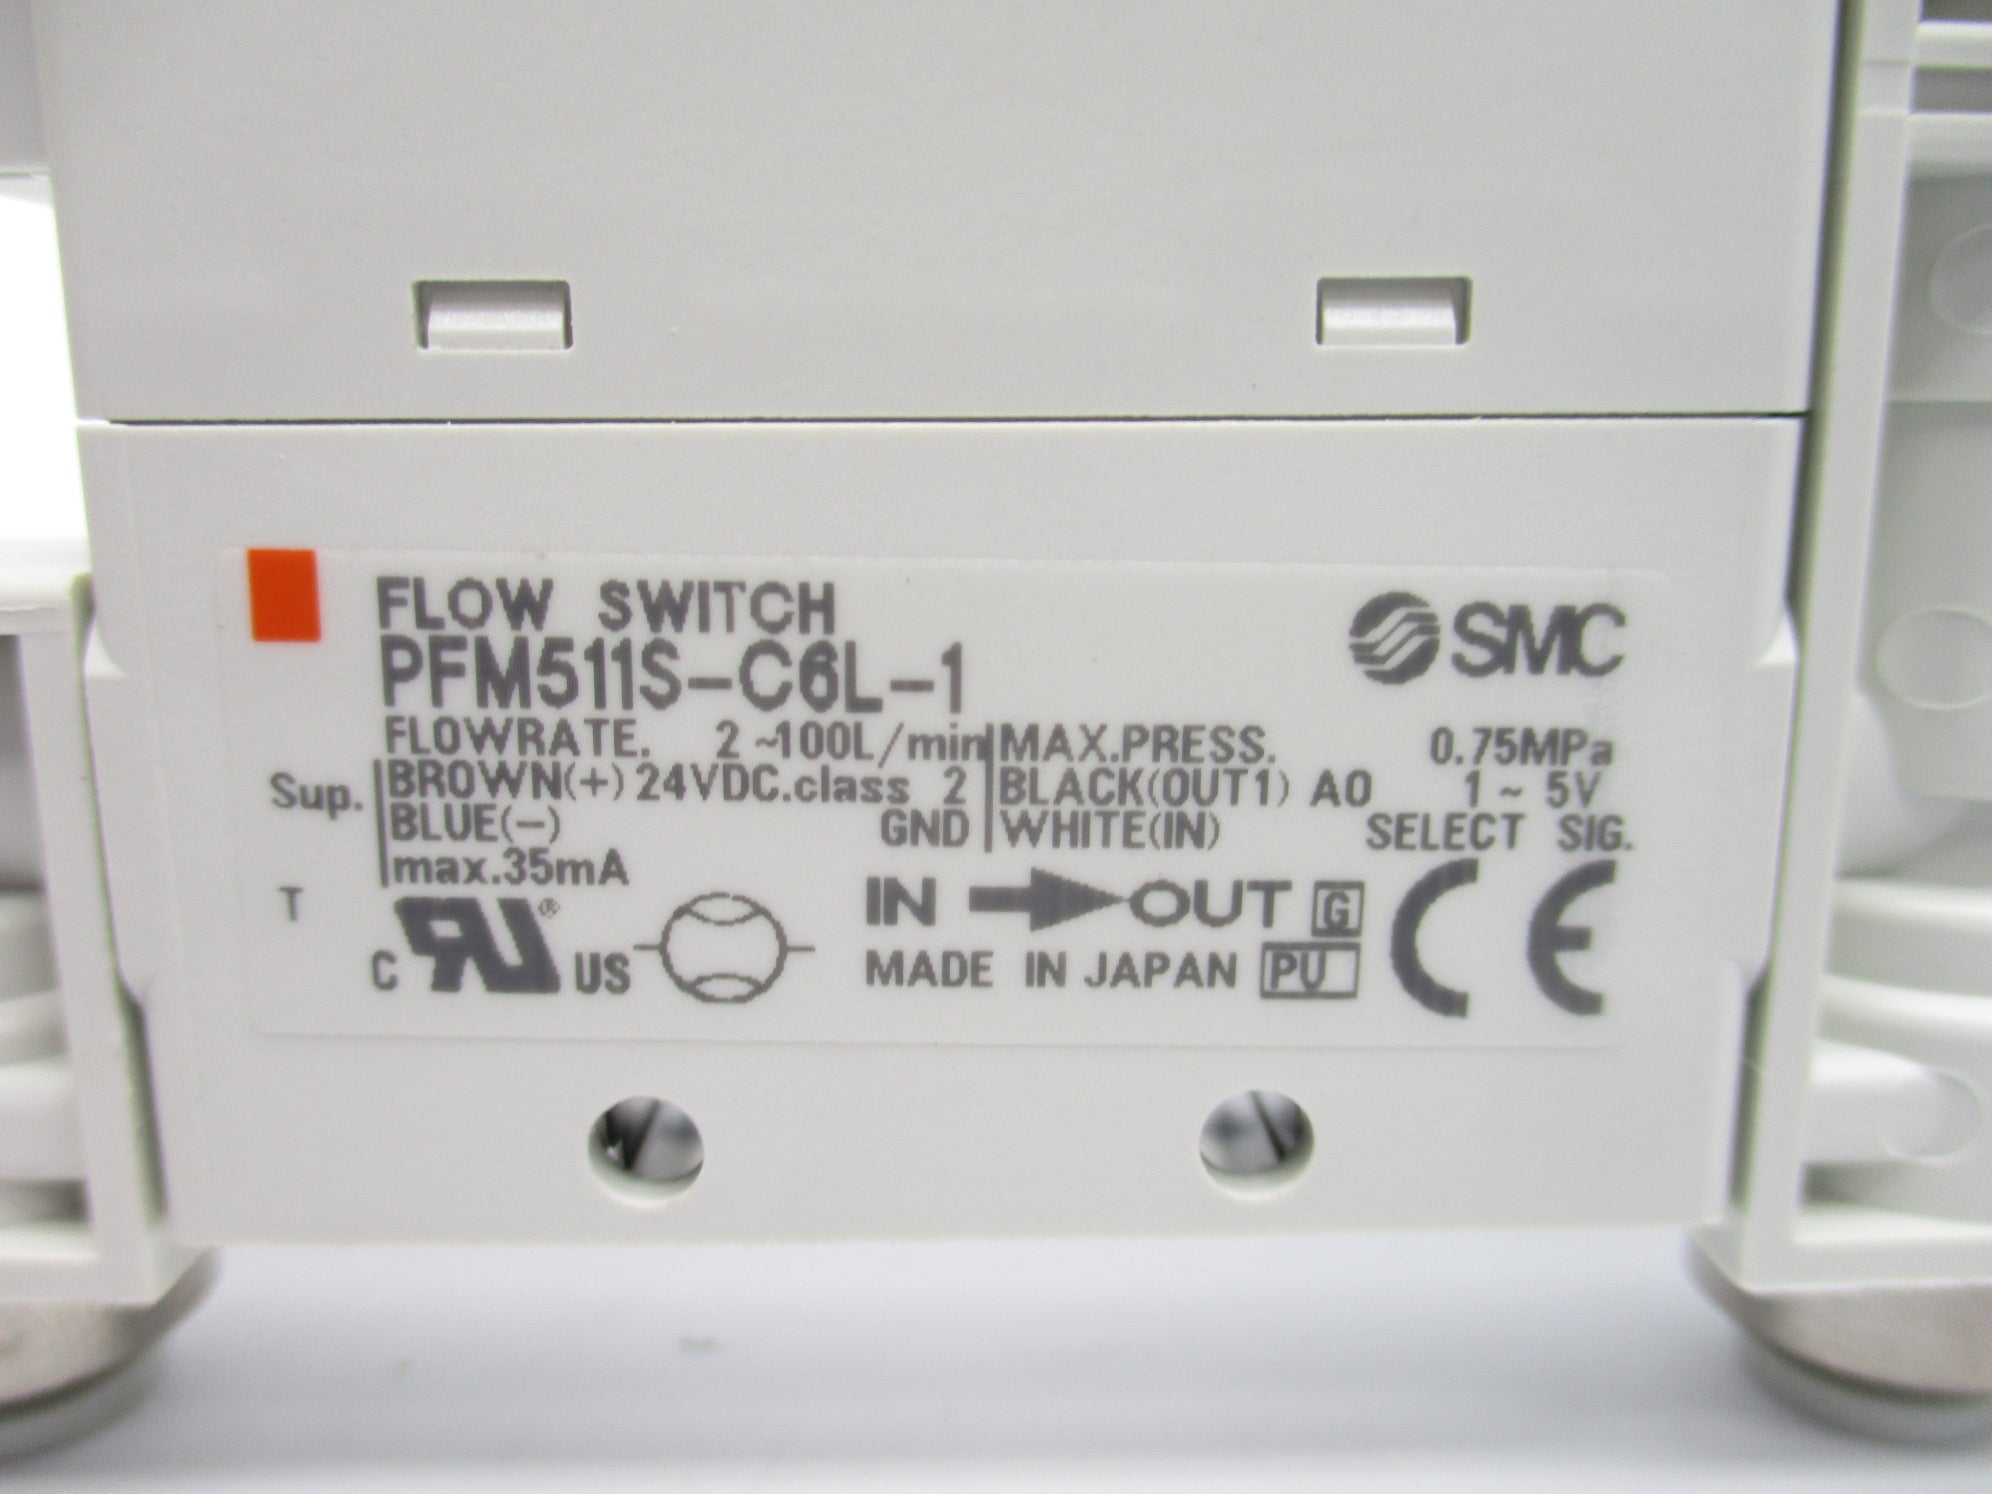 FLOW SWITCH
SMC
PFM511S-C6L-1
FLOWRATE. 2~100L/min MAX.PRESS. 0.75MPa
Sup. BROWN(+) 24VDC.class 2 BLACK(OUT1) AO 1~5V
BLUE(-) GND WHITE(IN) SELECT SIG.
max.35mA
T
IN OUT G CE
C RU® US
MADE IN JAPAN PU